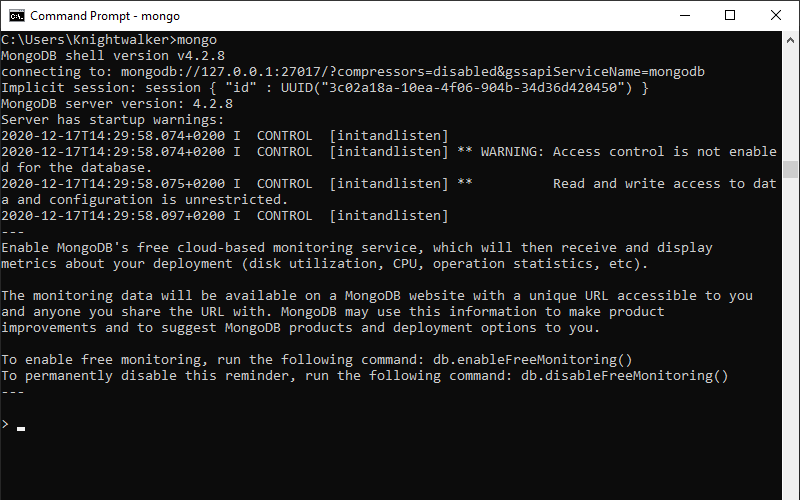 Command Prompt - mongo
C:\Users\Knightwalker>mongo
MongoDB shell version v4.2.8
connecting to: mongodb://127.0.0.1:27017/?compressors=disabled&gssapiServiceName=mongodb
Implicit session: session { "id" : UUID("3c02a18a-10ea-4f06-904b-34d36d420450") }
MongoDB server version: 4.2.8
Server has startup warnings:
2020-12-17T14:29:58.074+0200 I  CONTROL  [initandlisten]
2020-12-17T14:29:58.074+0200 I  CONTROL  [initandlisten] ** WARNING: Access control is not enable
d for the database.
2020-12-17T14:29:58.075+0200 I  CONTROL  [initandlisten] **          Read and write access to dat
a and configuration is unrestricted.
2020-12-17T14:29:58.097+0200 I  CONTROL  [initandlisten]
---
Enable MongoDB's free cloud-based monitoring service, which will then receive and display
metrics about your deployment (disk utilization, CPU, operation statistics, etc).

The monitoring data will be available on a MongoDB website with a unique URL accessible to you
and anyone you share the URL with. MongoDB may use this information to make product
improvements and to suggest MongoDB products and deployment options to you.

To enable free monitoring, run the following command: db.enableFreeMonitoring()
To permanently disable this reminder, run the following command: db.disableFreeMonitoring()
---

> _